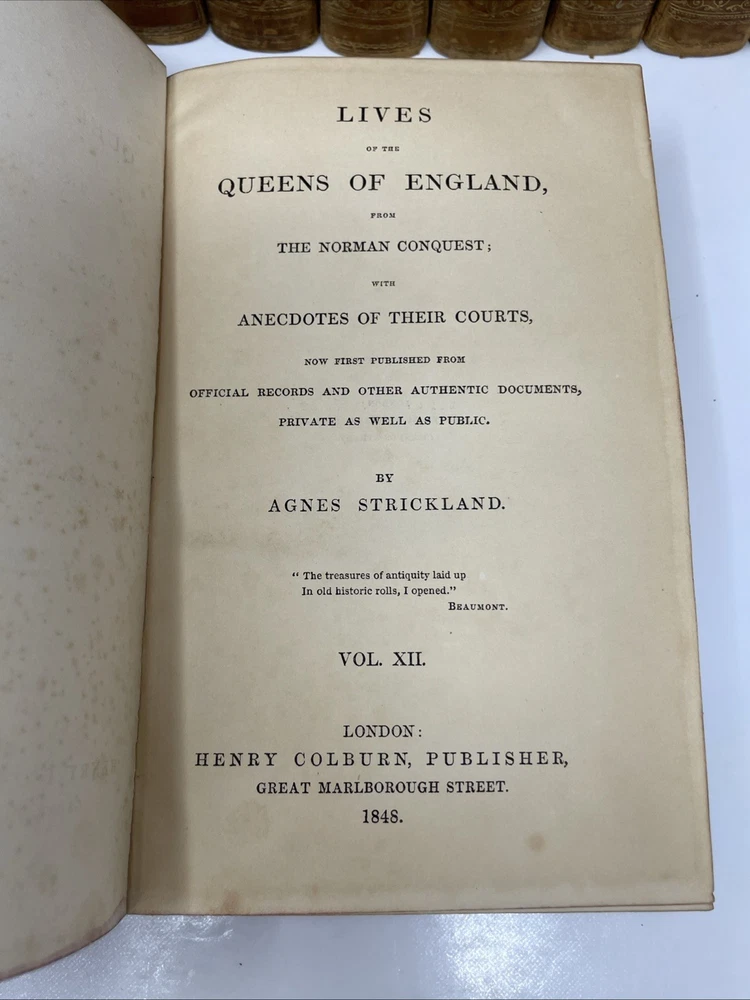 LIVES
OF THE
QUEENS OF ENGLAND,
FROM
THE NORMAN CONQUEST;
WITH
ANECDOTES OF THEIR COURTS,
NOW FIRST PUBLISHED FROM
OFFICIAL RECORDS AND OTHER AUTHENTIC DOCUMENTS,
PRIVATE AS WELL AS PUBLIC.
BY
AGNES STRICKLAND.
“ The treasures of antiquity laid up
In old historic rolls, I opened.”
BEAUMONT.
VOL. XII.
LONDON:
HENRY COLBURN, PUBLISHER,
GREAT MARLBOROUGH STREET.
1848.